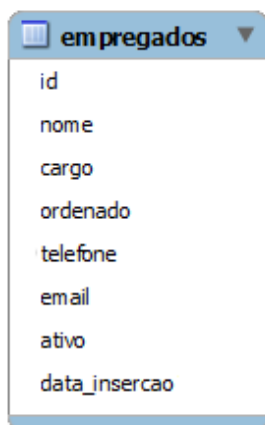 empregados
id
nome
cargo
ordenado
telefone
email
ativo
data_insercao